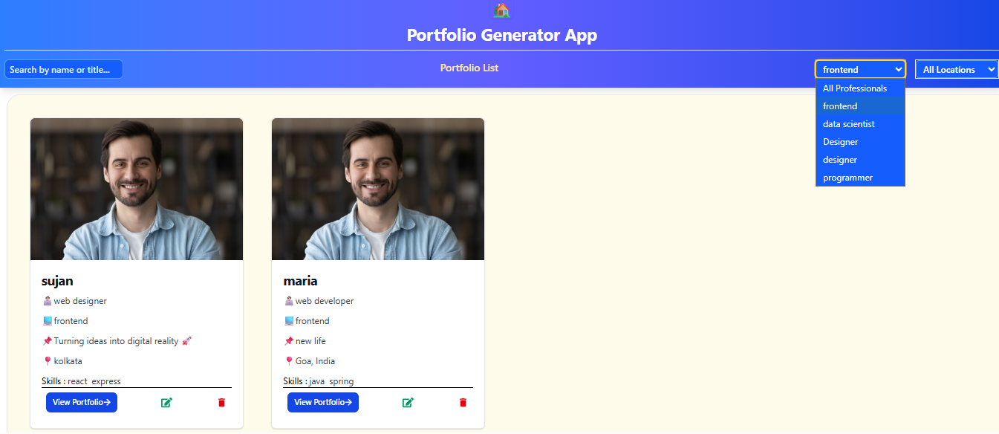 Portfolio Generator App
Search by name or title...
Portfolio List
frontend
All Locations
All Professionals
frontend
data scientist
Designer
designer
programmer
sujan
web designer
frontend
Turning ideas into digital reality 🚀
kolkata
Skills : react express
View Portfolio→
maria
web developer
frontend
new life
Goa, India
Skills : java spring
View Portfolio→